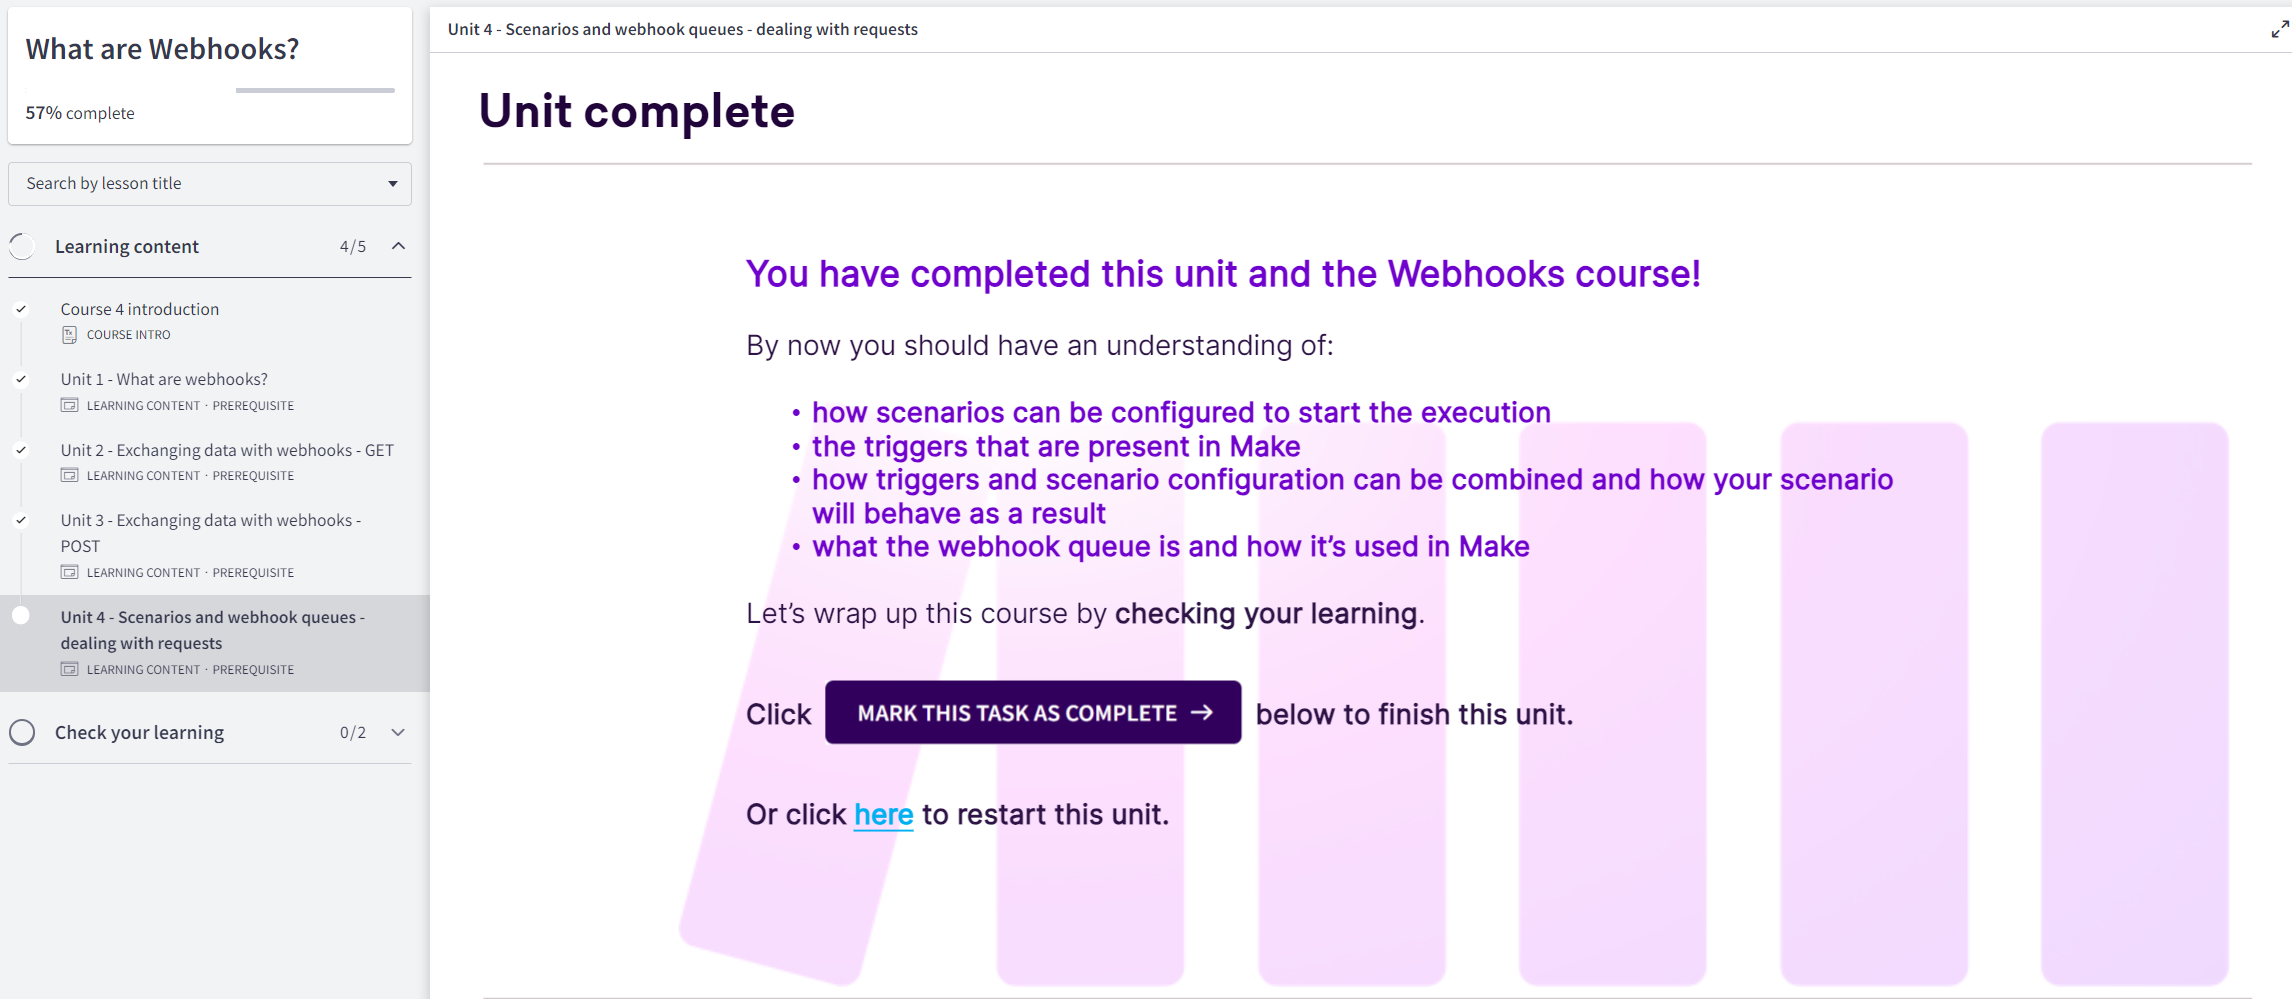 What are Webhooks?
57% complete
Search by lesson title
Learning content 4/5
Course 4 introduction
COURSE INTRO
Unit 1 - What are webhooks?
LEARNING CONTENT · PREREQUISITE
Unit 2 - Exchanging data with webhooks - GET
LEARNING CONTENT · PREREQUISITE
Unit 3 - Exchanging data with webhooks -
POST
LEARNING CONTENT · PREREQUISITE
Unit 4 - Scenarios and webhook queues -
dealing with requests
LEARNING CONTENT · PREREQUISITE
Check your learning 0/2
Unit 4 - Scenarios and webhook queues - dealing with requests
Unit complete
You have completed this unit and the Webhooks course!
By now you should have an understanding of:
• how scenarios can be configured to start the execution
• the triggers that are present in Make
• how triggers and scenario configuration can be combined and how your scenario
will behave as a result
• what the webhook queue is and how it’s used in Make
Let’s wrap up this course by checking your learning.
Click MARK THIS TASK AS COMPLETE → below to finish this unit.
Or click here to restart this unit.